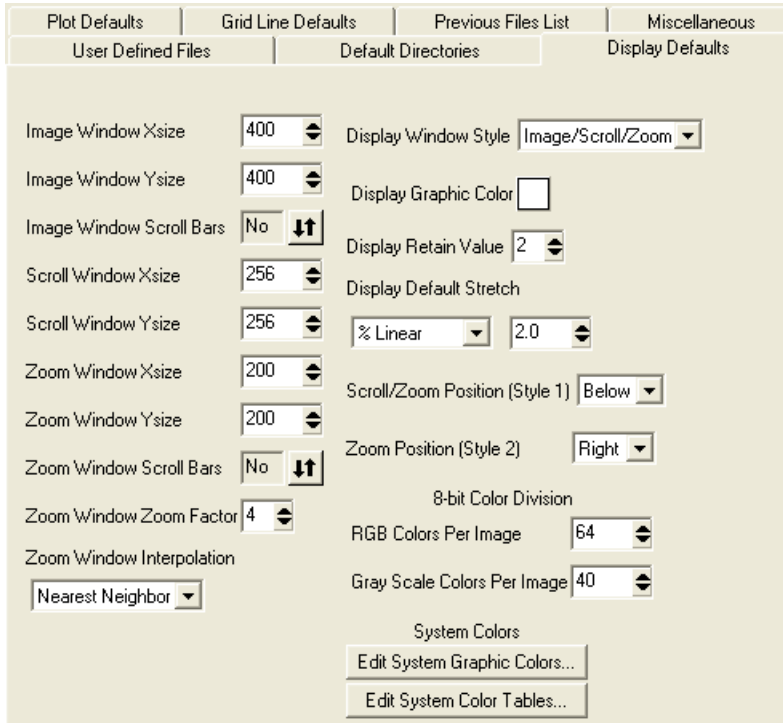 Plot Defaults Grid Line Defaults Previous Files List Miscellaneous
User Defined Files Default Directories Display Defaults
Image Window Xsize 400
Image Window Ysize 400
Image Window Scroll Bars No
Scroll Window Xsize 256
Scroll Window Ysize 256
Zoom Window Xsize 200
Zoom Window Ysize 200
Zoom Window Scroll Bars No
Zoom Window Zoom Factor 4
Zoom Window Interpolation
Nearest Neighbor
Display Window Style Image/Scroll/Zoom
Display Graphic Color
Display Retain Value 2
Display Default Stretch
% Linear 2.0
Scroll/Zoom Position (Style 1) Below
Zoom Position (Style 2) Right
8-bit Color Division
RGB Colors Per Image 64
Gray Scale Colors Per Image 40
System Colors
Edit System Graphic Colors...
Edit System Color Tables...